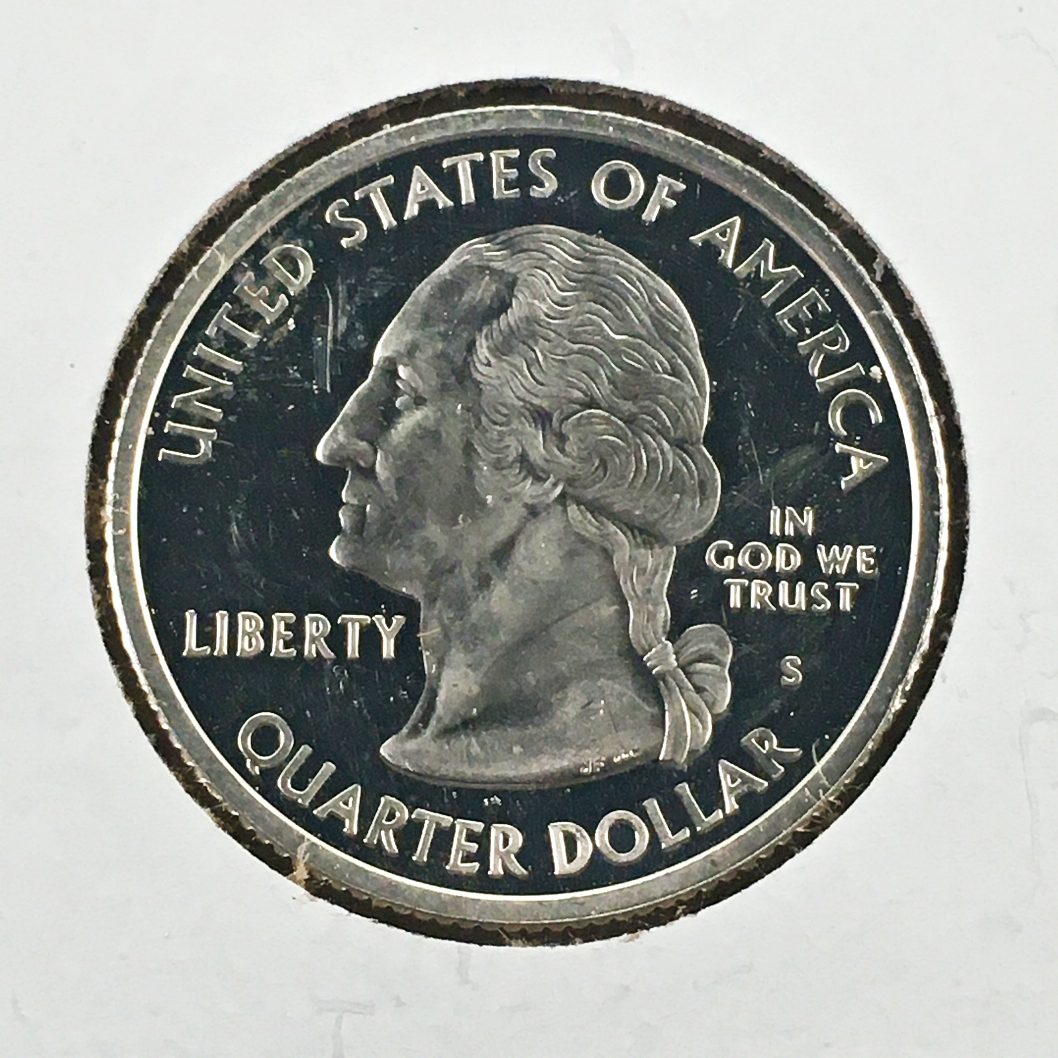 UNITED STATES OF AMERICA
LIBERTY
IN
GOD WE
TRUST
S
QUARTER DOLLAR